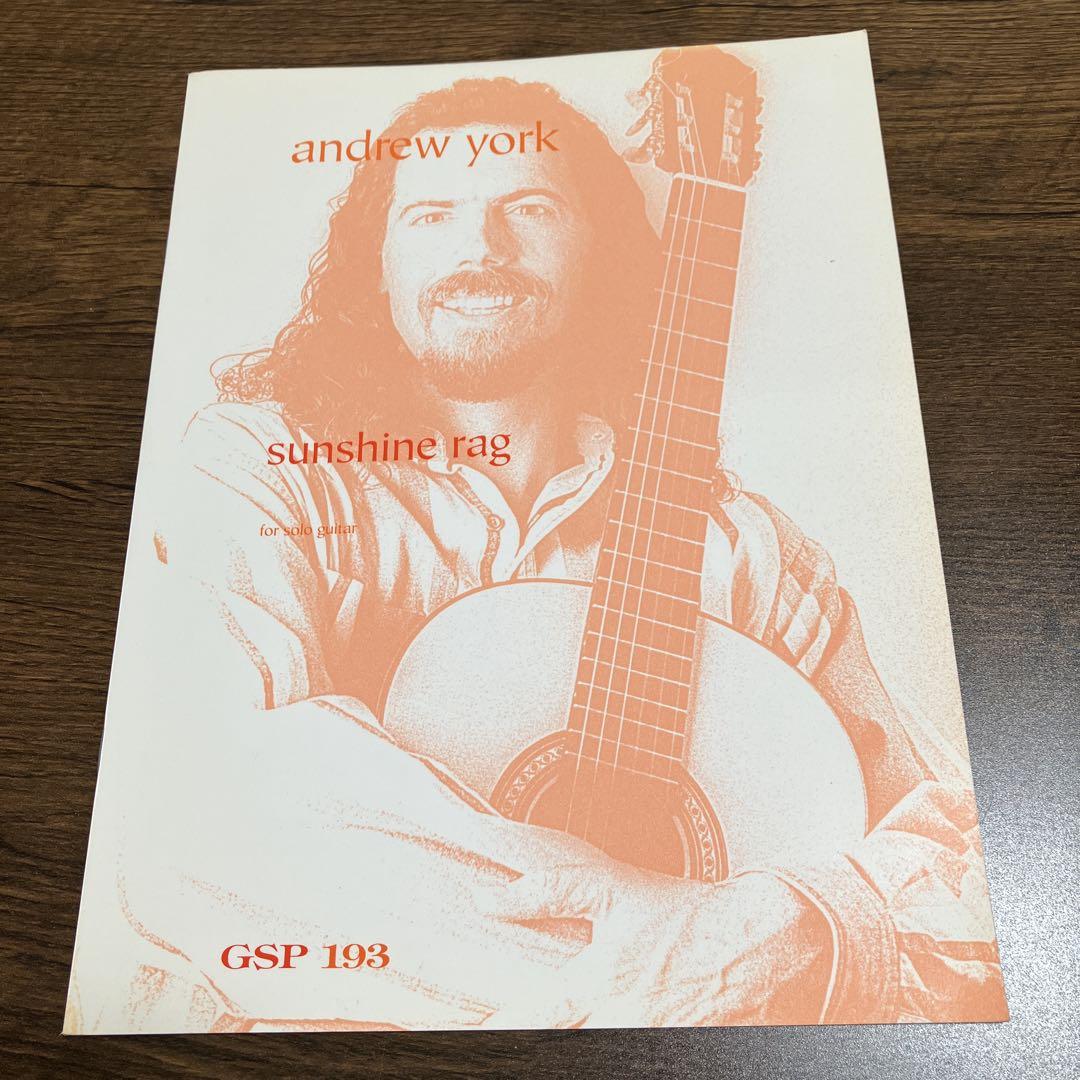 andrew york
sunshine rag
for solo guitar
GSP 193